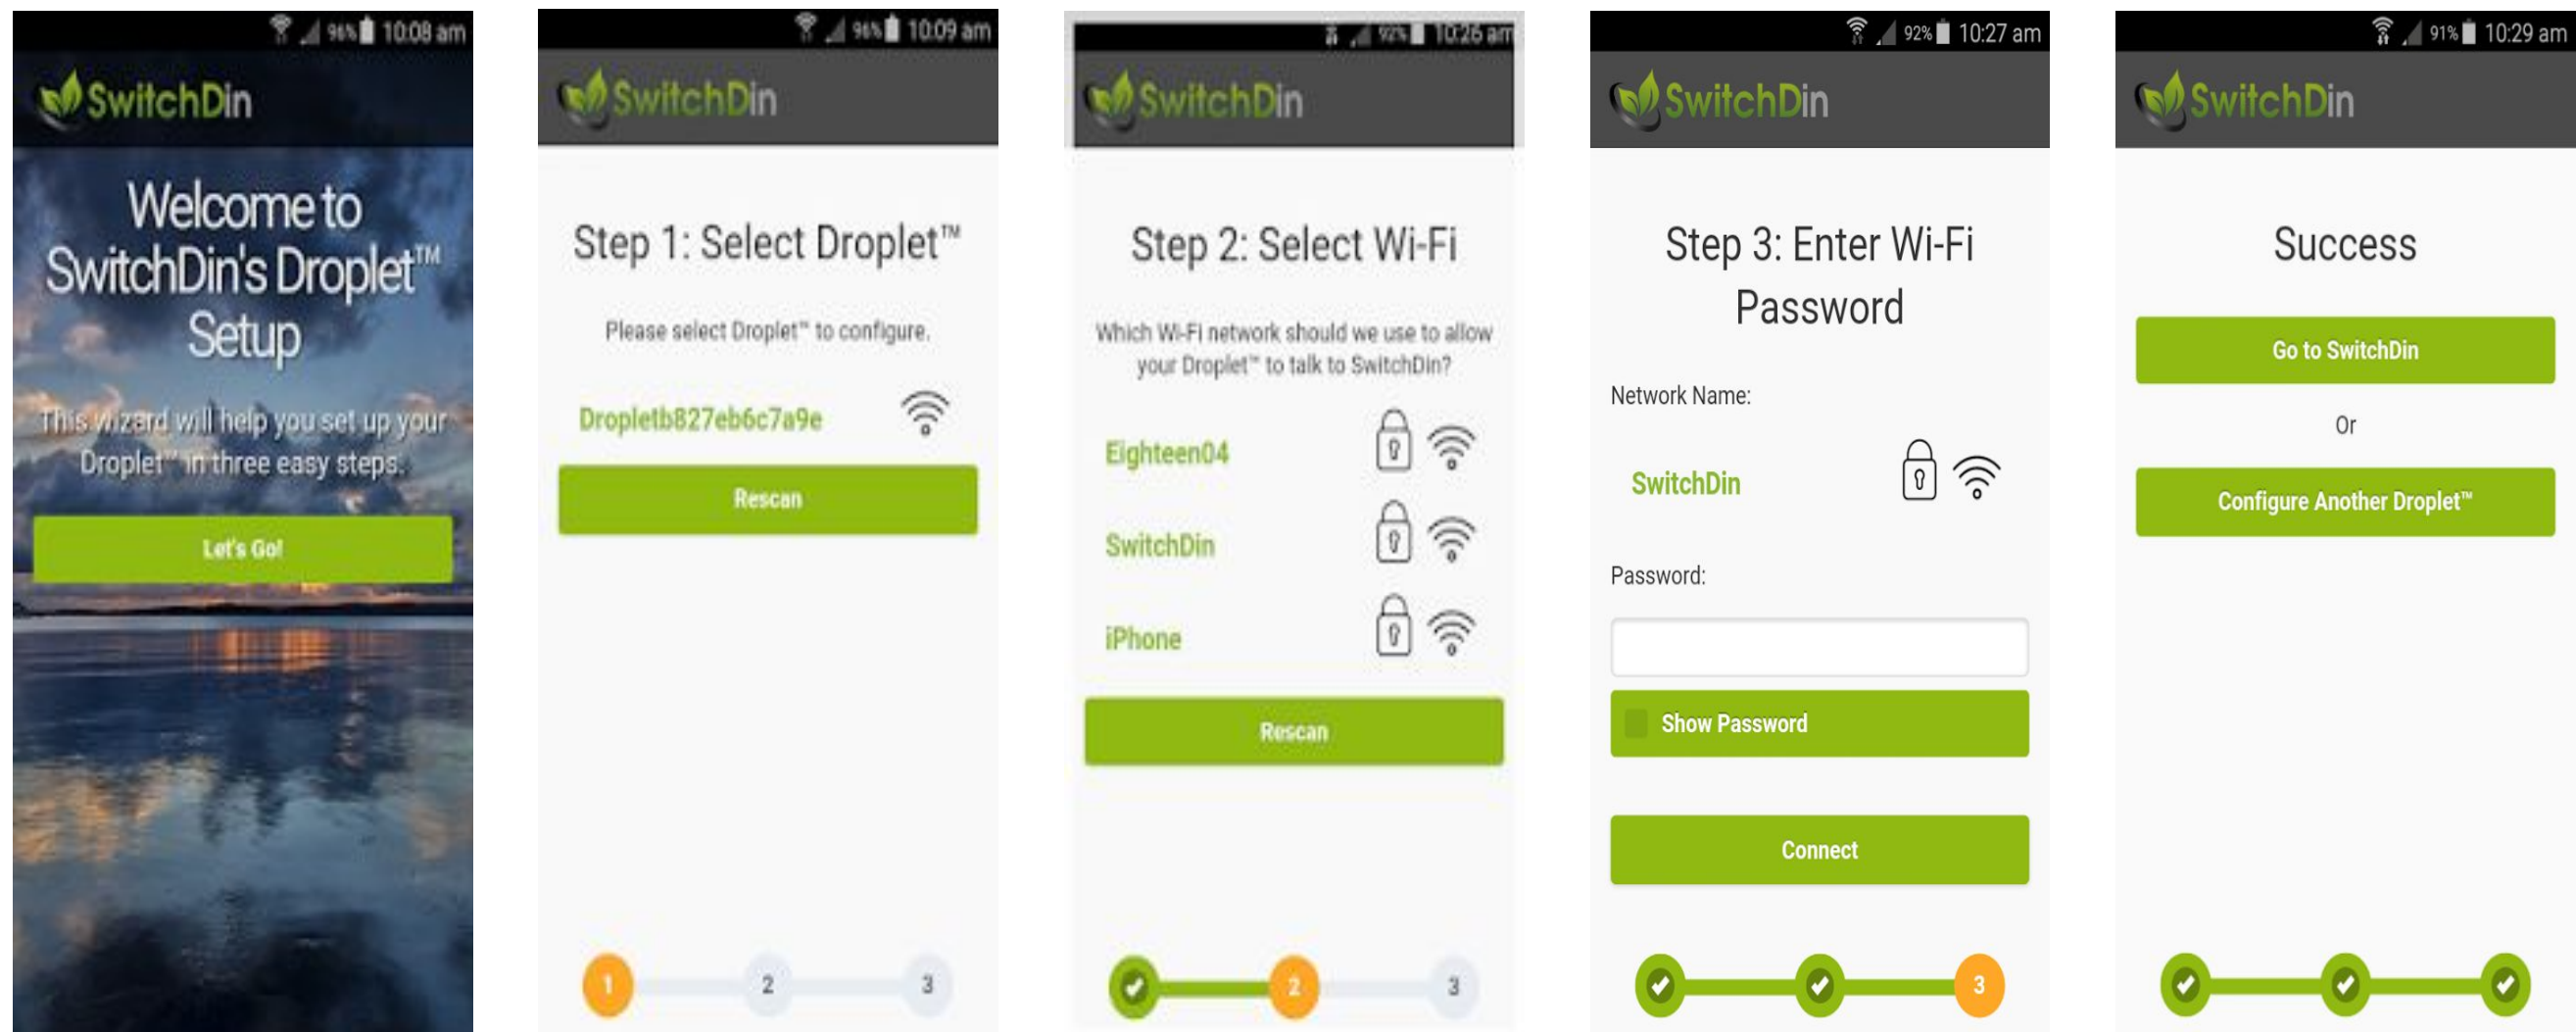 96% 10:08 am
SwitchDin
Welcome to
SwitchDin's Droplet™
Setup
This wizard will help you set up your
Droplet™ in three easy steps.
Let's Go!
96% 10:09 am
SwitchDin
Step 1: Select Droplet™
Please select Droplet™ to configure.
Dropletb827eb6c7a9e
Rescan
1 2 3
92% 10:26 am
SwitchDin
Step 2: Select Wi-Fi
Which Wi-Fi network should we use to allow
your Droplet™ to talk to SwitchDin?
Eighteen04
SwitchDin
iPhone
Rescan
2 3
92% 10:27 am
SwitchDin
Step 3: Enter Wi-Fi
Password
Network Name:
SwitchDin
Password:
Show Password
Connect
3
91% 10:29 am
SwitchDin
Success
Go to SwitchDin
Or
Configure Another Droplet™